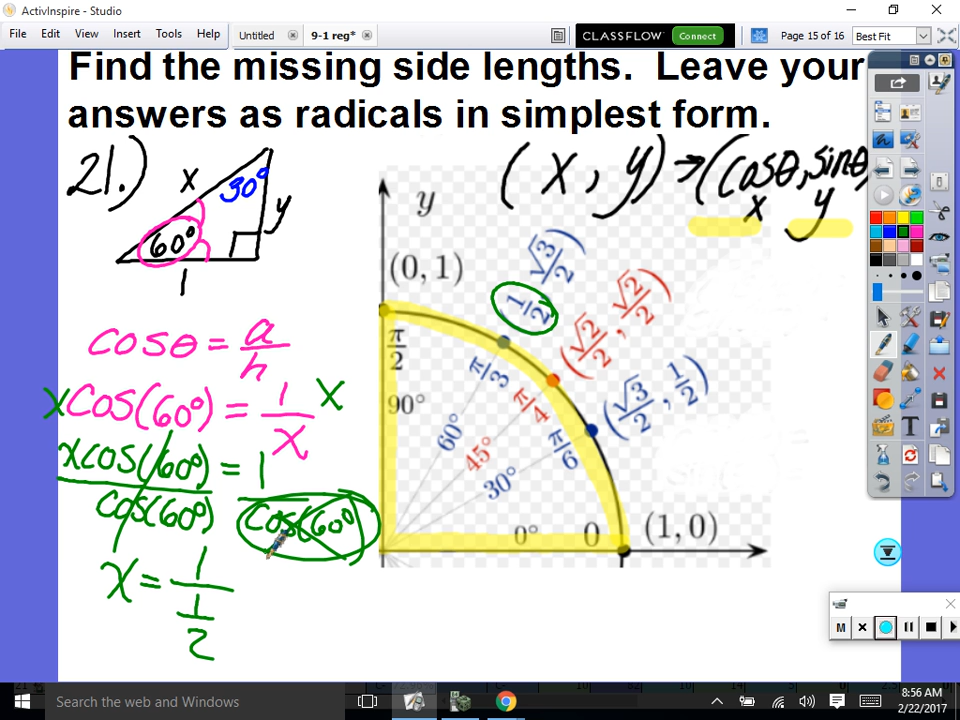 ActivInspire - Studio
File Edit View Insert Tools Help
Untitled
9-1 reg*
CLASSFLOW
Connect
Page 15 of 16
Best Fit
Find the missing side lengths. Leave your
answers as radicals in simplest form.
21.)
x
30°
y
60°
1
(x, y) → (cosθ, sinθ
x y
y
(0, 1)
(1/2, √3/2)
(√2/2, √2/2)
(√3/2, 1/2)
π/2
90°
π/3
60°
π/4
45°
π/6
30°
0° 0
(1, 0)
cosθ = a/h
x cos(60°) = 1/x x
xcos(60°) = 1
cos(60°) cos(60°)
x = 1
1
2
T
M
Search the web and Windows
8:56 AM
2/22/2017